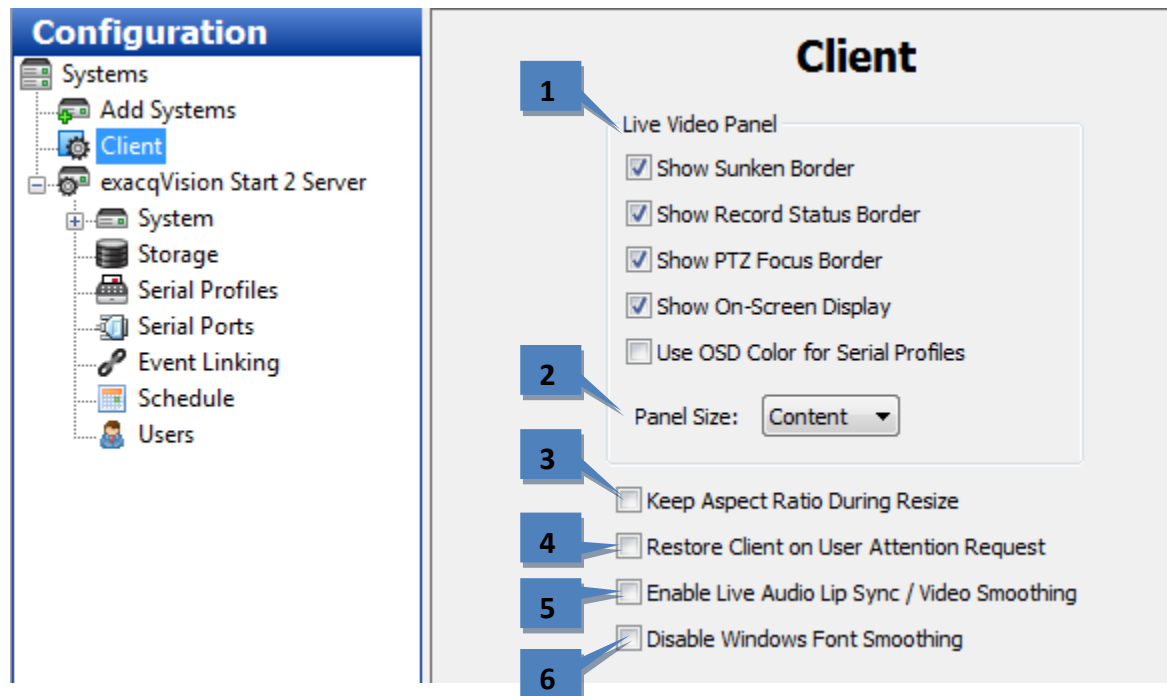 Configuration
Systems
Add Systems
Client
exacqVision Start 2 Server
System
Storage
Serial Profiles
Serial Ports
Event Linking
Schedule
Users
Client
1
Live Video Panel
Show Sunken Border
Show Record Status Border
Show PTZ Focus Border
Show On-Screen Display
Use OSD Color for Serial Profiles
2
Panel Size: Content
3
Keep Aspect Ratio During Resize
4
Restore Client on User Attention Request
5
Enable Live Audio Lip Sync / Video Smoothing
6
Disable Windows Font Smoothing